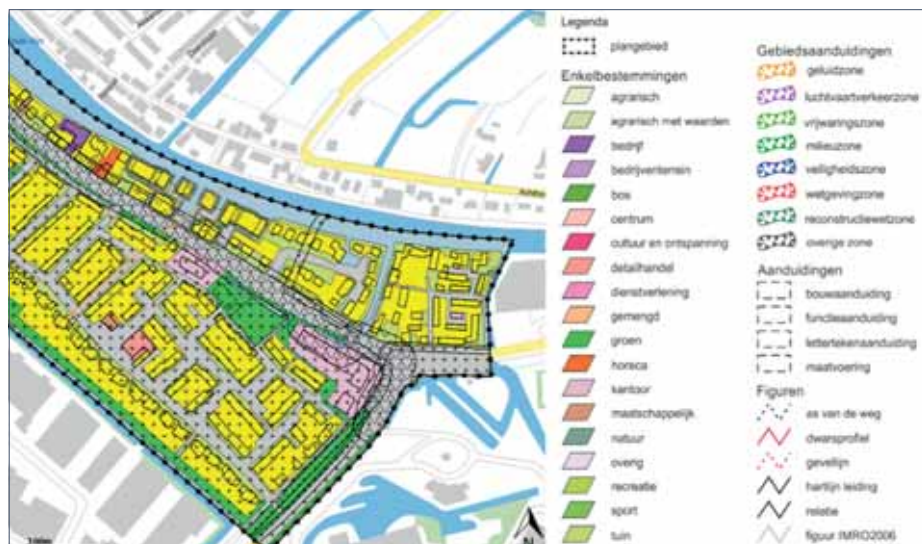 Legenda
plangebied
Enkelbestemmingen
agrarisch
agrarisch met waarden
bedrijf
bedrijventerrein
bos
centrum
cultuur en ontspanning
detailhandel
dienstverlening
gemengd
groen
horeca
kantoor
maatschappelijk
natuur
overig
recreatie
sport
tuin
Gebiedsaanduidingen
geluidzone
luchtvaartverkeerzone
vrijwaringszone
milieuzone
veiligheidszone
wetgevingzone
reconstructiewetzone
overige zone
Aanduidingen
bouwaanduiding
functieaanduiding
lettertekenaanduiding
maatvoering
Figuren
as van de weg
dwarsprofiel
gevellijn
hartlijn leiding
relatie
figuur IMRO2006
100m
N